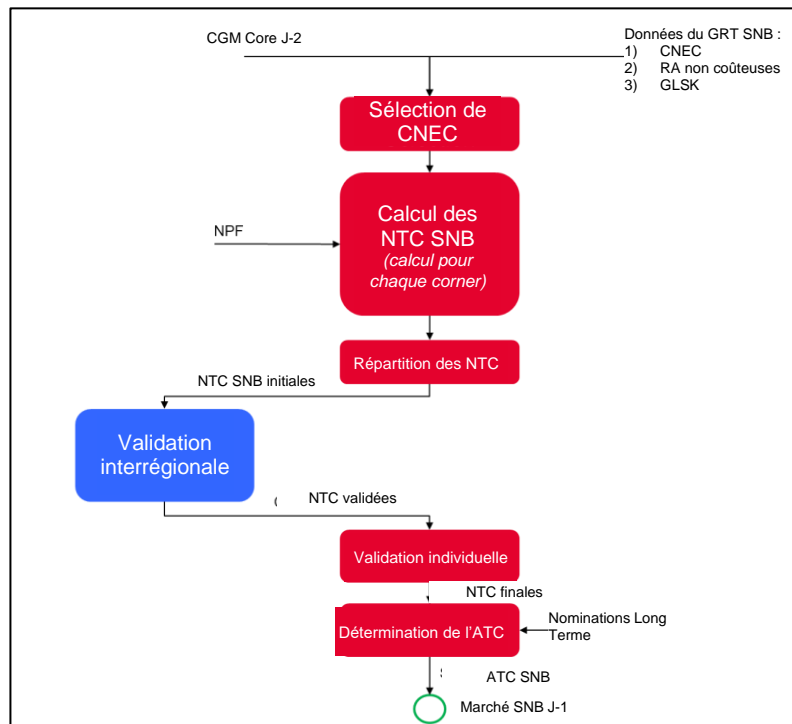 CGM Core J-2
Données du GRT SNB :
1) CNEC
2) RA non coûteuses
3) GLSK
Sélection de
CNEC
Calcul des
NTC SNB
(calcul pour
chaque corner)
NPF
Répartition des NTC
NTC SNB initiales
Validation
interrégionale
NTC validées
Validation individuelle
NTC finales
Détermination de l'ATC
Nominations Long
Terme
ATC SNB
Marché SNB J-1